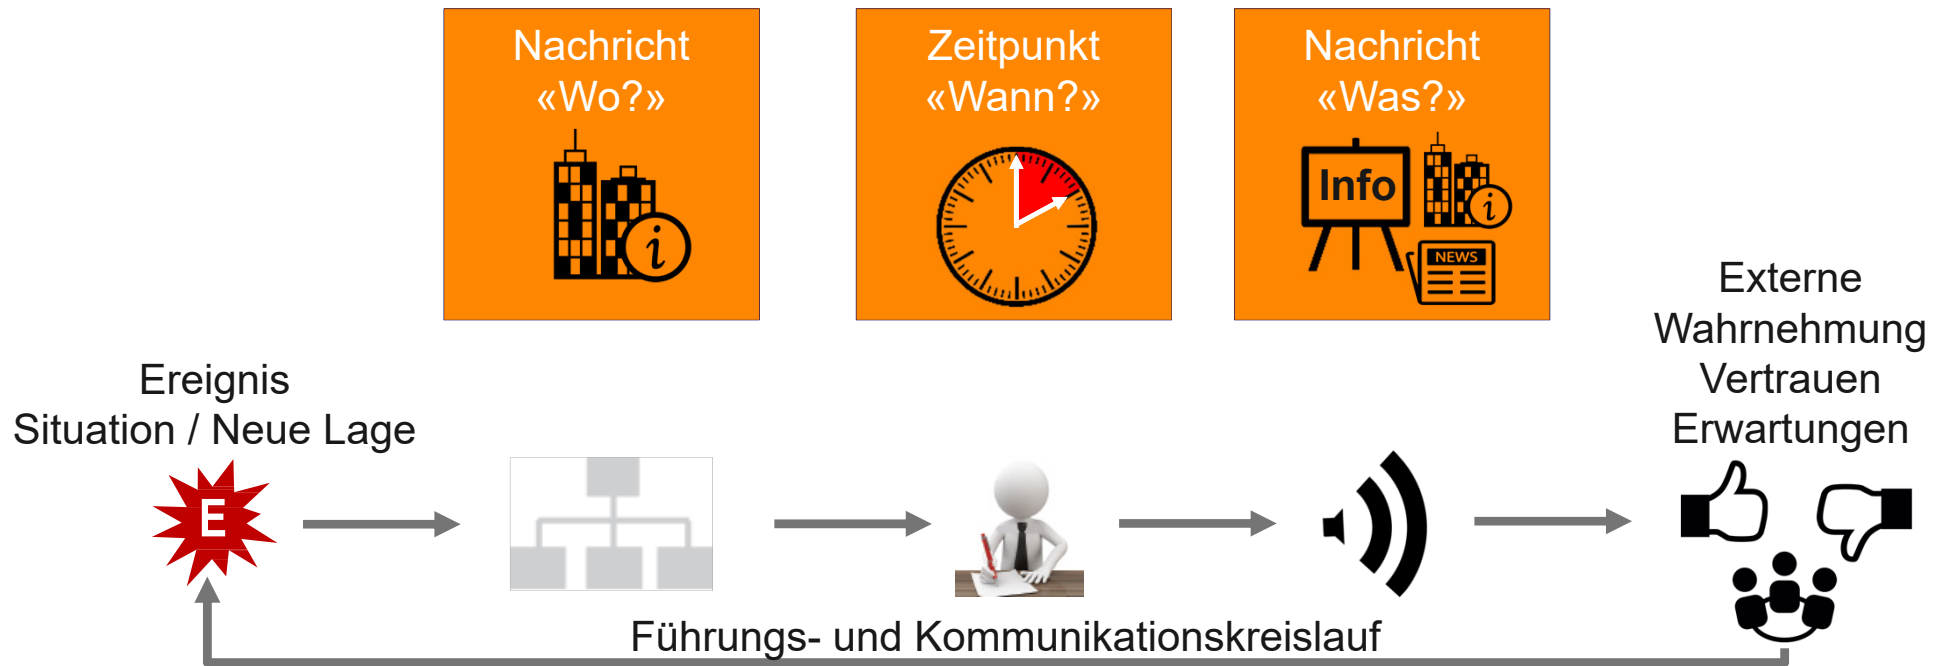 Nachricht
«Wo?»
i
Zeitpunkt
«Wann?»
Nachricht
«Was?»
Info
i
NEWS
Ereignis
Situation / Neue Lage
E
Externe
Wahrnehmung
Vertrauen
Erwartungen
Führungs- und Kommunikationskreislauf